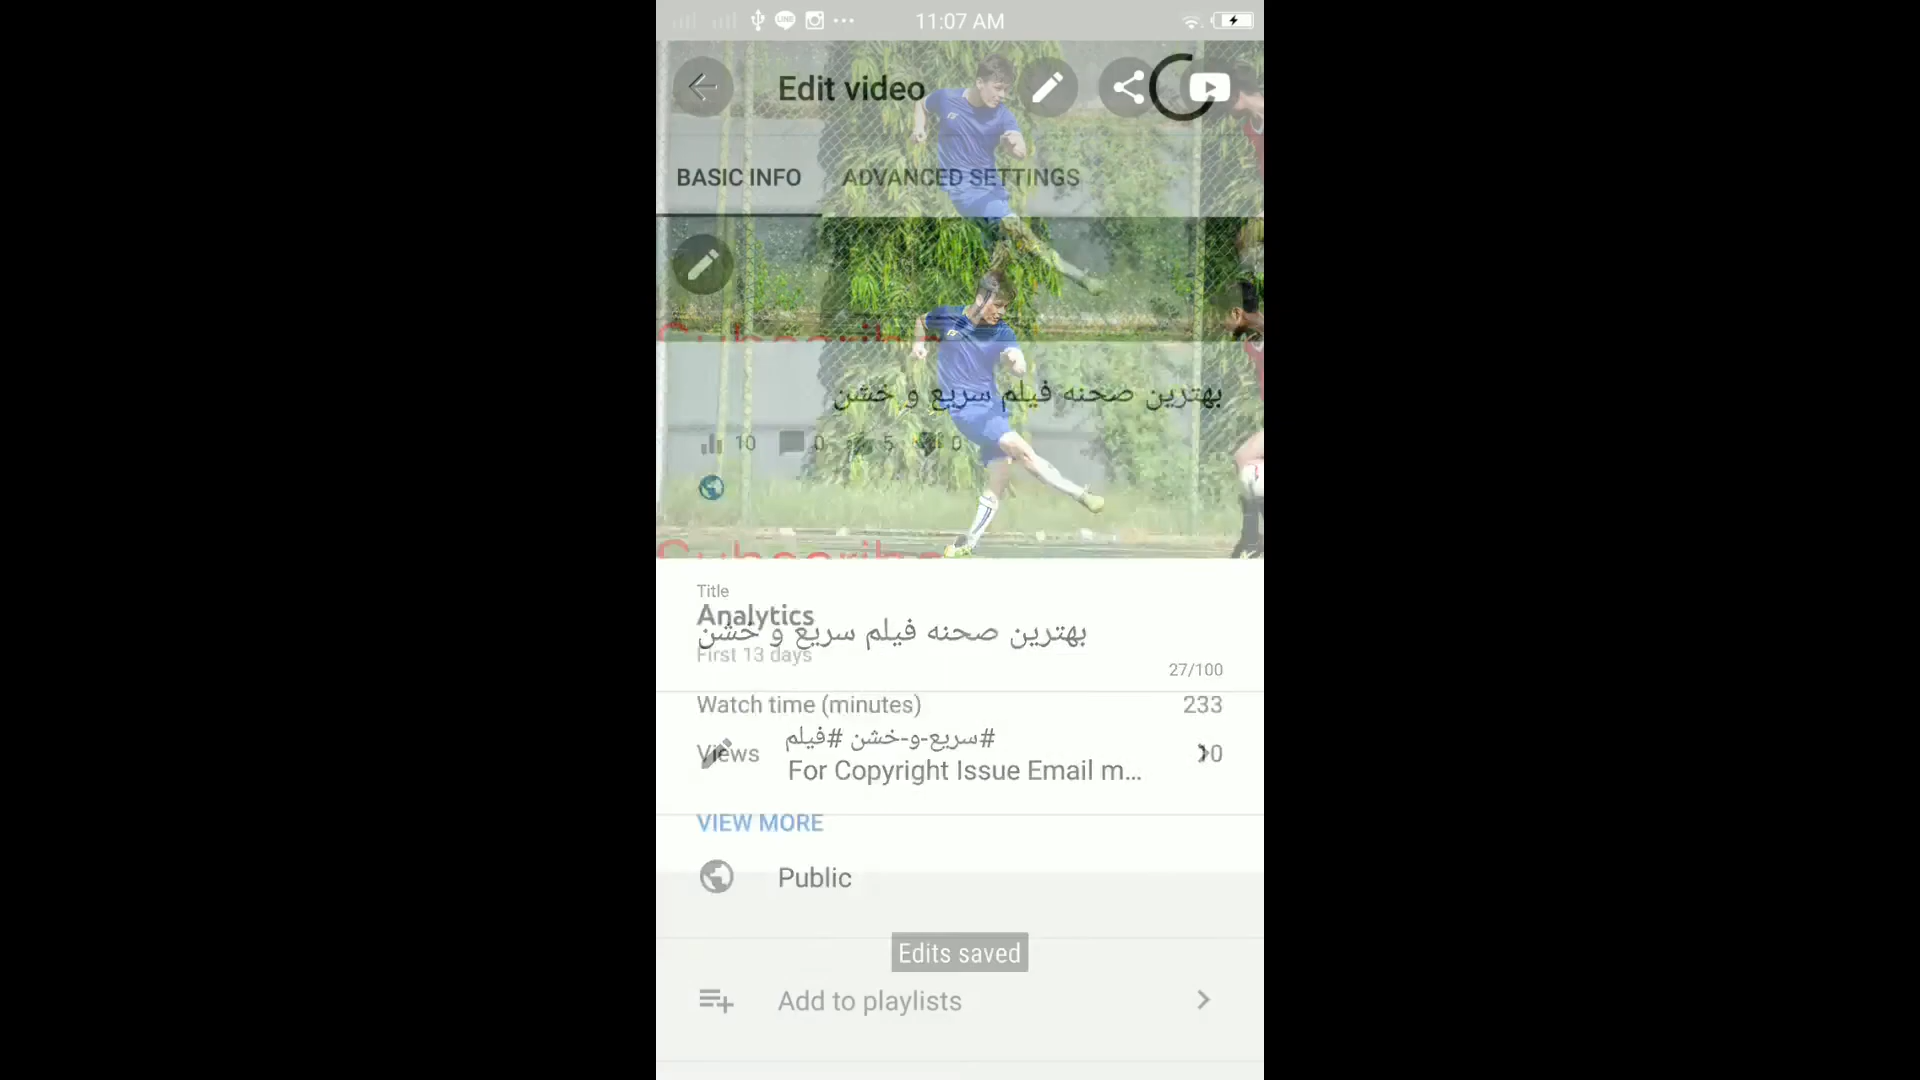 11:07 AM
Edit video
BASIC INFO ADVANCED SETTINGS
بهترین صحنه فیلم سریع و خشن
10 0 5 0
Title
Analytics
بهترین صحنه فیلم سریع و خشن
First 13 days
27/100
Watch time (minutes) 233
#سریع-و-خشن #فیلم
Views
For Copyright Issue Email m...
VIEW MORE
Public
Edits saved
Add to playlists